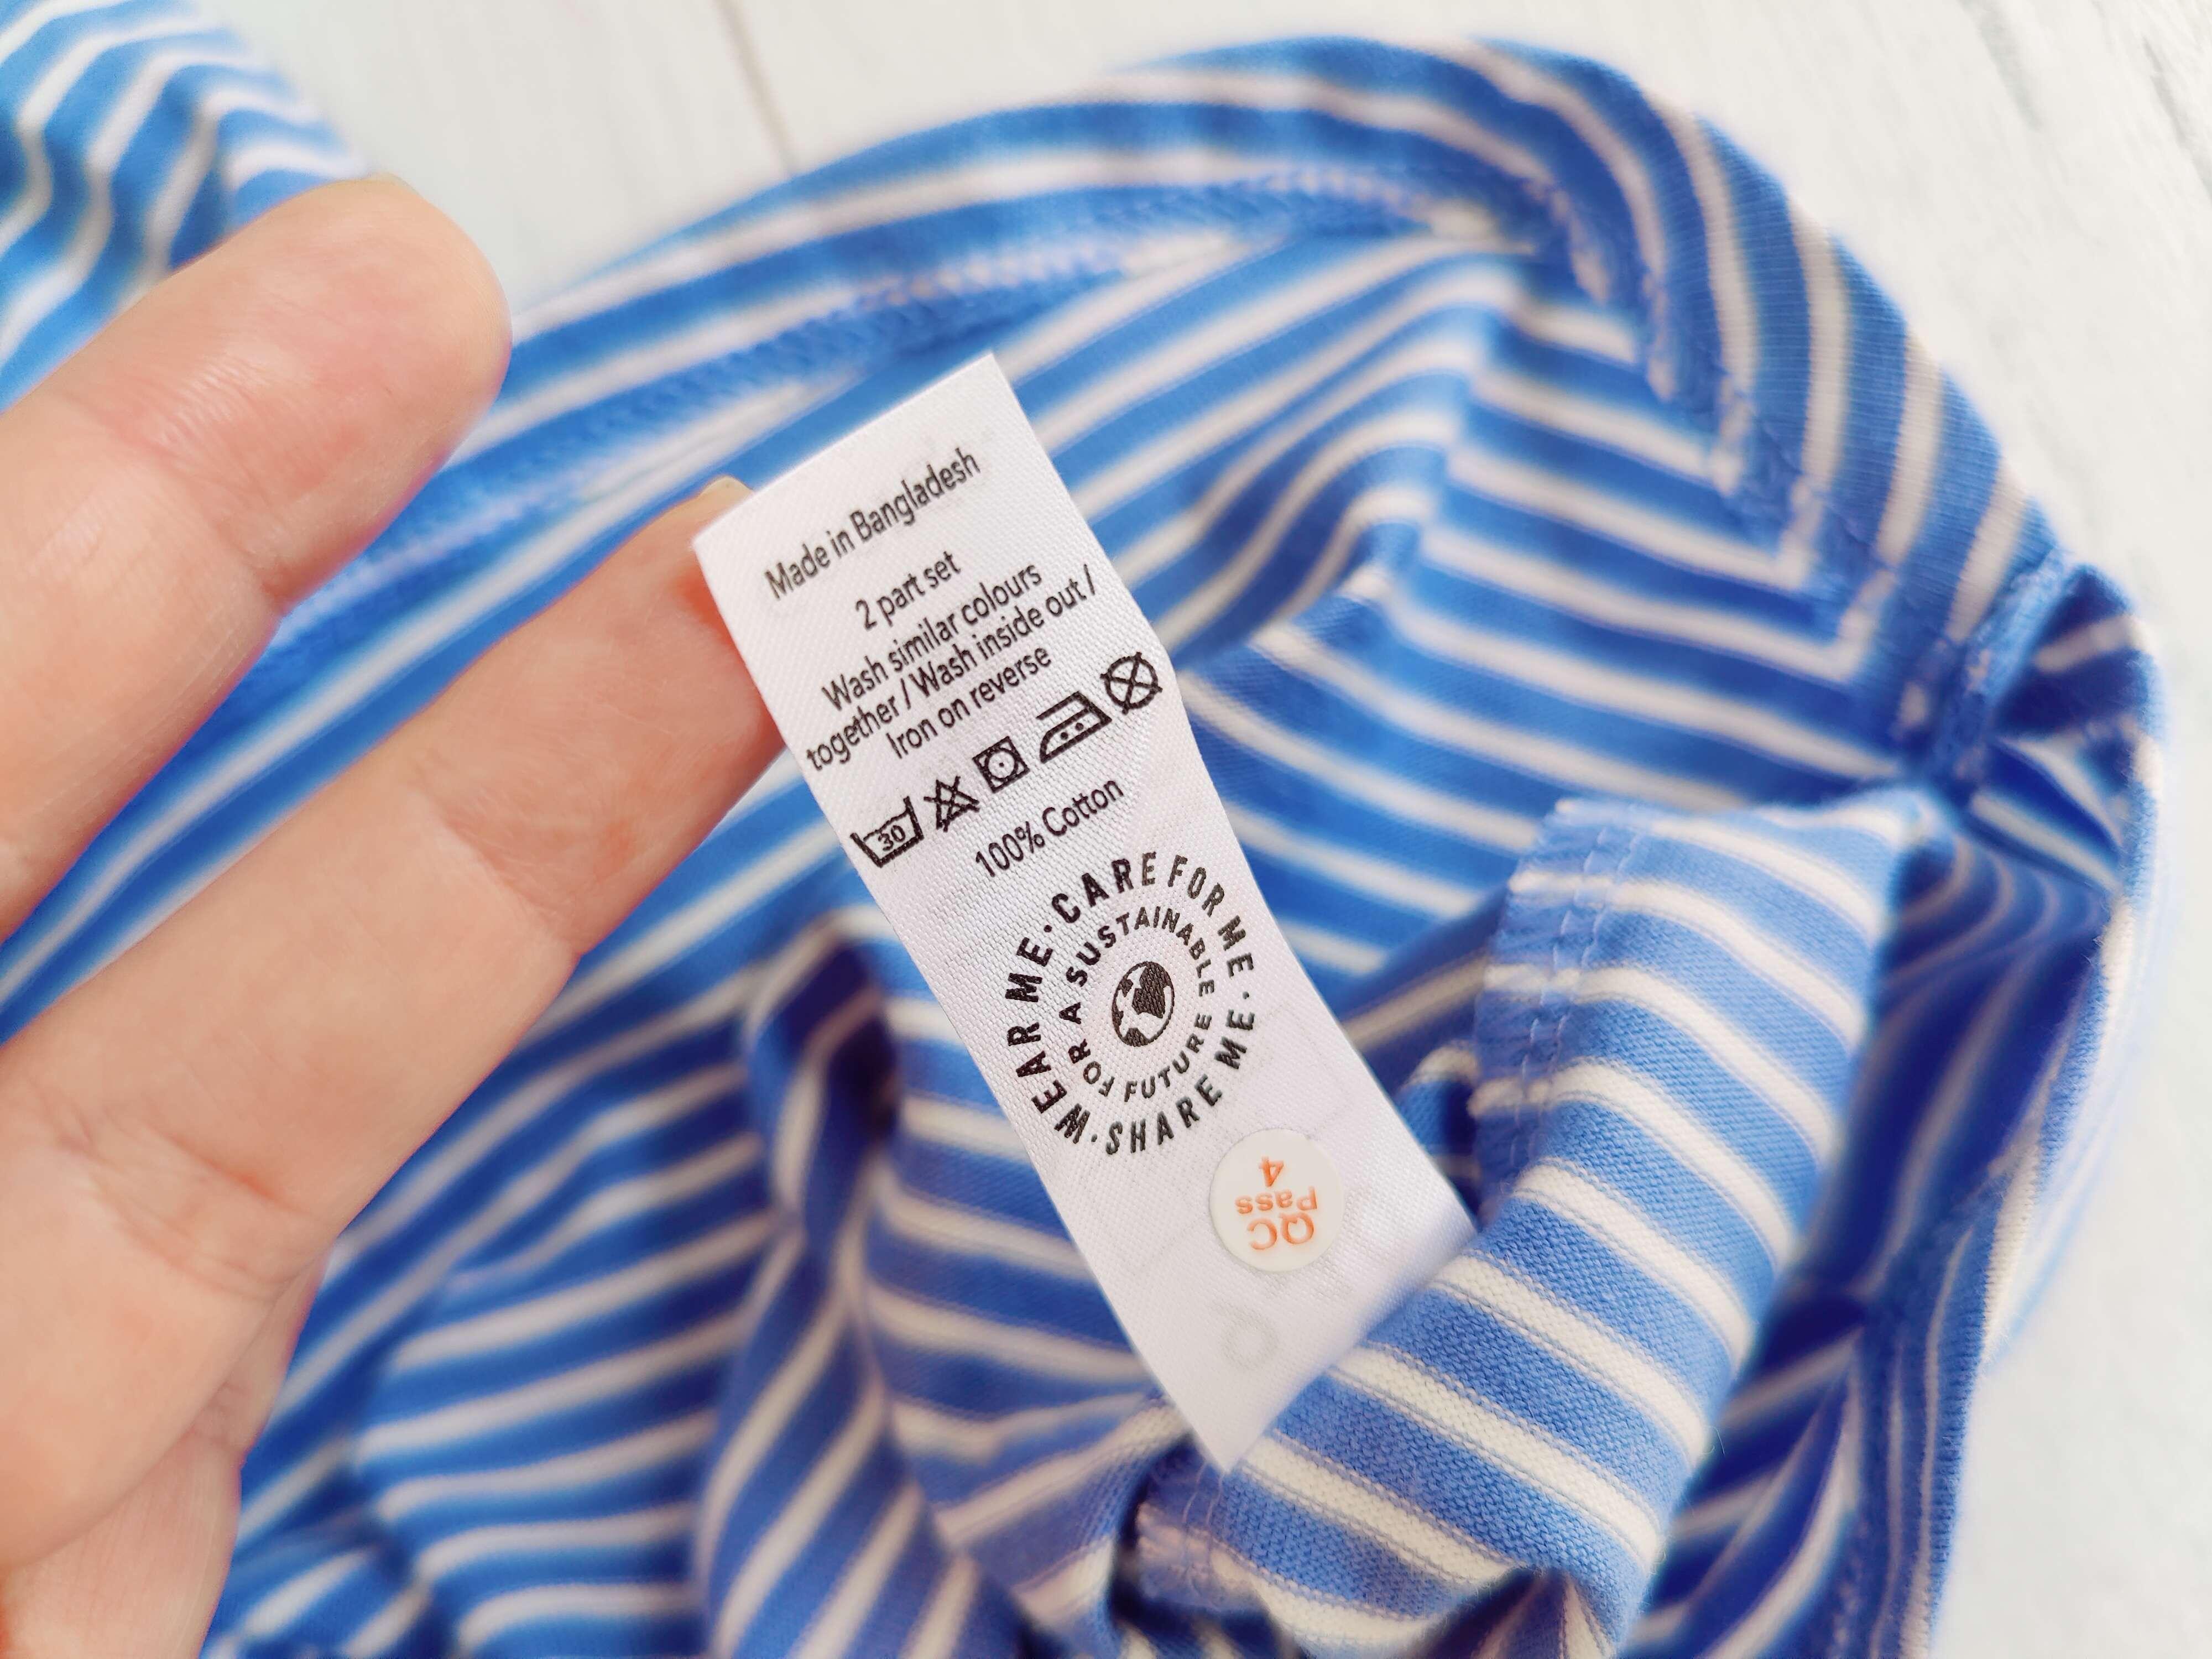 Made in Bangladesh
2 part set
Wash similar colours
together / Wash inside out /
Iron on reverse
30
100% Cotton
WEAR ME · CARE FOR ME · SHARE ME ·
FOR A SUSTAINABLE FUTURE
QC
Pass
4